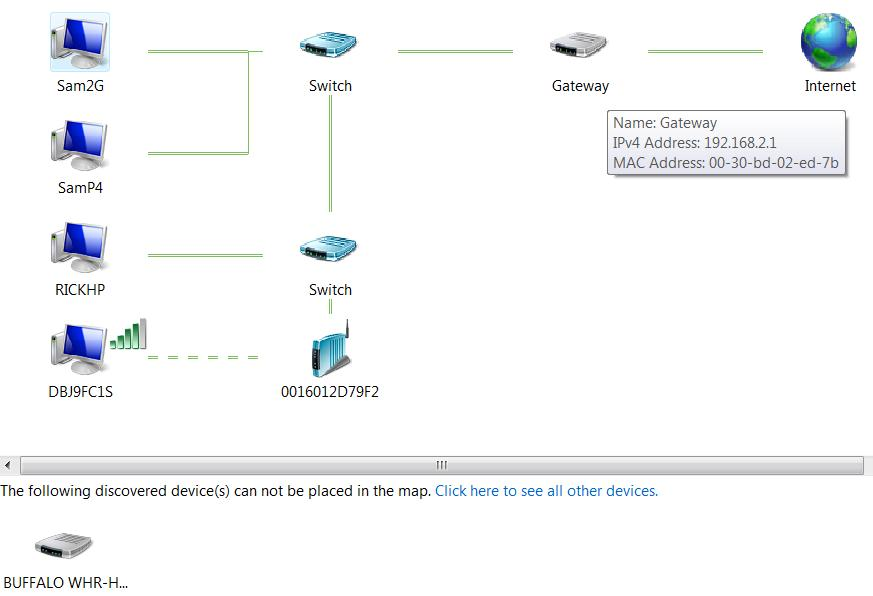 Sam2G
Switch
Gateway
Internet
Name: Gateway
IPv4 Address: 192.168.2.1
MAC Address: 00-30-bd-02-ed-7b
SamP4
RICKHP
Switch
DBJ9FC1S
0016012D79F2
The following discovered device(s) can not be placed in the map. Click here to see all other devices.
BUFFALO WHR-H...